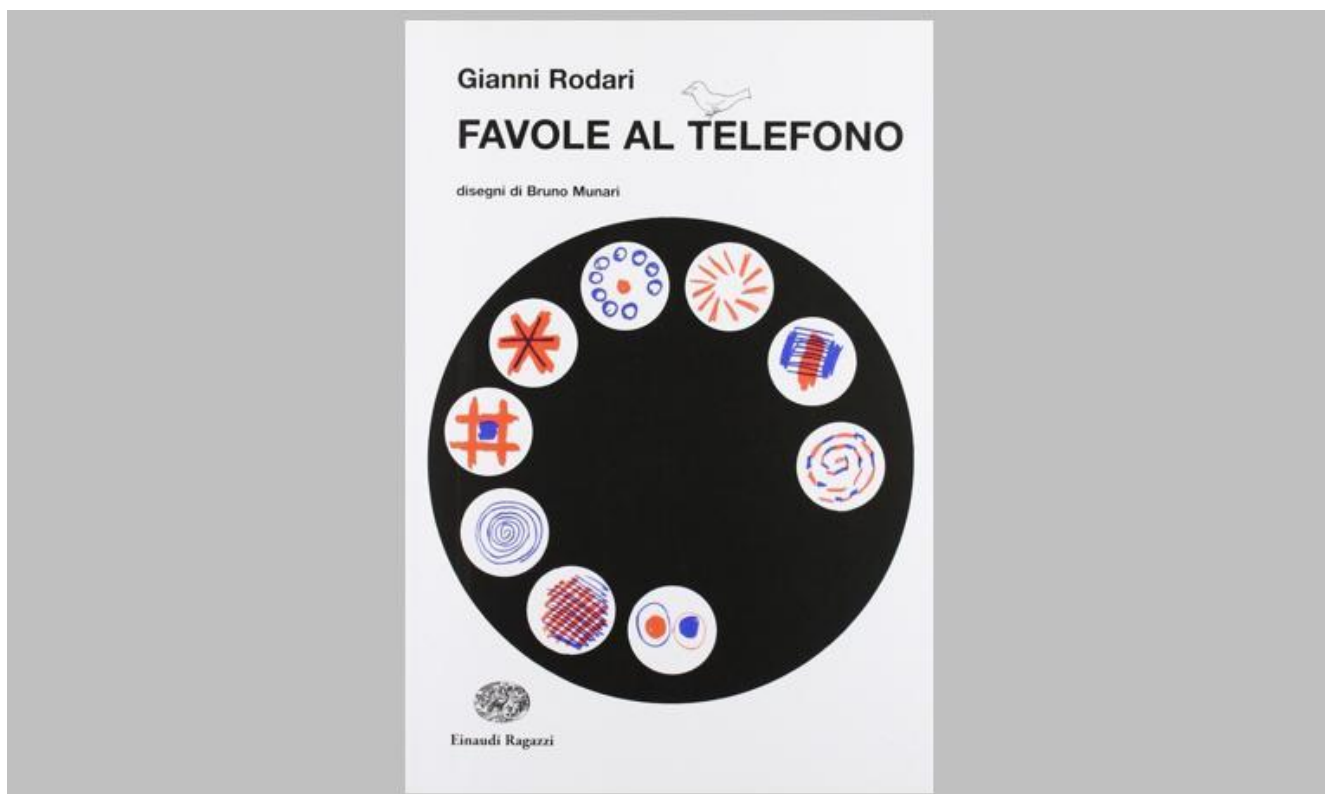 Gianni Rodari
FAVOLE AL TELEFONO
disegni di Bruno Munari
Einaudi Ragazzi